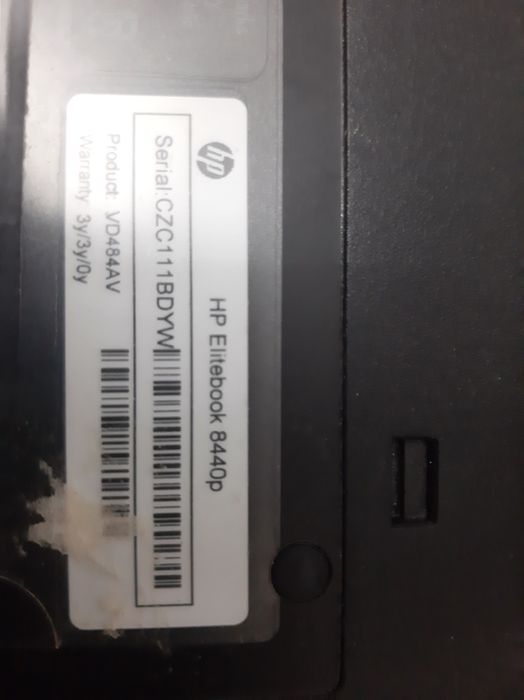 hp
HP Elitebook 8440p
Serial:CZC111BDYW
Product: VD484AV
Warranty: 3y/3y/0y